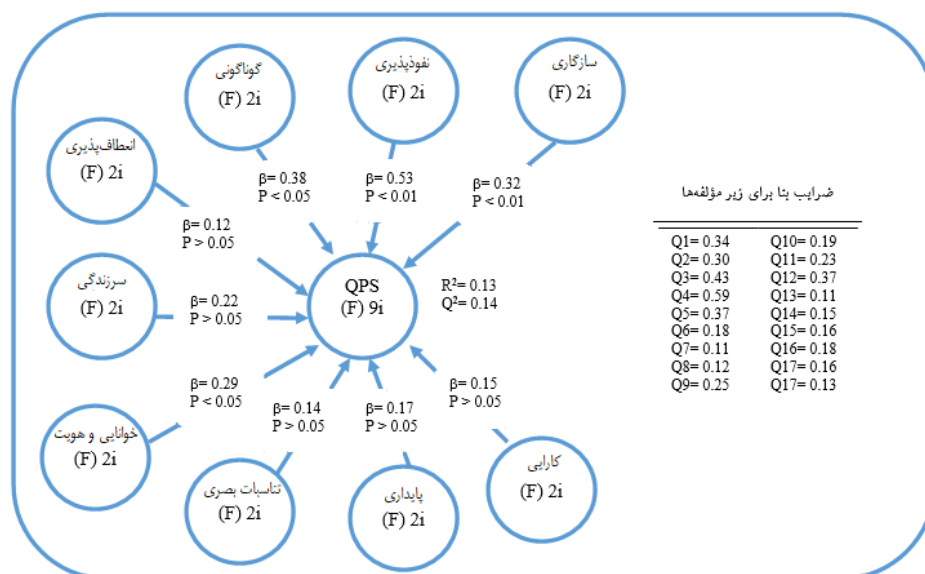 گوناگونی
(F) 2i
نفوذپذیری
(F) 2i
سازگاری
(F) 2i
انعطاف‌پذیری
(F) 2i
β= 0.38
P < 0.05
β= 0.53
P < 0.01
β= 0.32
P < 0.01
β= 0.12
P > 0.05
سرزندگی
(F) 2i
β= 0.22
P > 0.05
QPS
(F) 9i
R²= 0.13
Q²= 0.14
β= 0.29
P < 0.05
β= 0.14
P > 0.05
β= 0.17
P > 0.05
β= 0.15
P > 0.05
خوانایی و هویت
(F) 2i
تناسبات بصری
(F) 2i
پایداری
(F) 2i
کارایی
(F) 2i
ضرایب بتا برای زیر مؤلفه‌ها
Q1= 0.34 Q10= 0.19
Q2= 0.30 Q11= 0.23
Q3= 0.43 Q12= 0.37
Q4= 0.59 Q13= 0.11
Q5= 0.37 Q14= 0.15
Q6= 0.18 Q15= 0.16
Q7= 0.11 Q16= 0.18
Q8= 0.12 Q17= 0.16
Q9= 0.25 Q17= 0.13